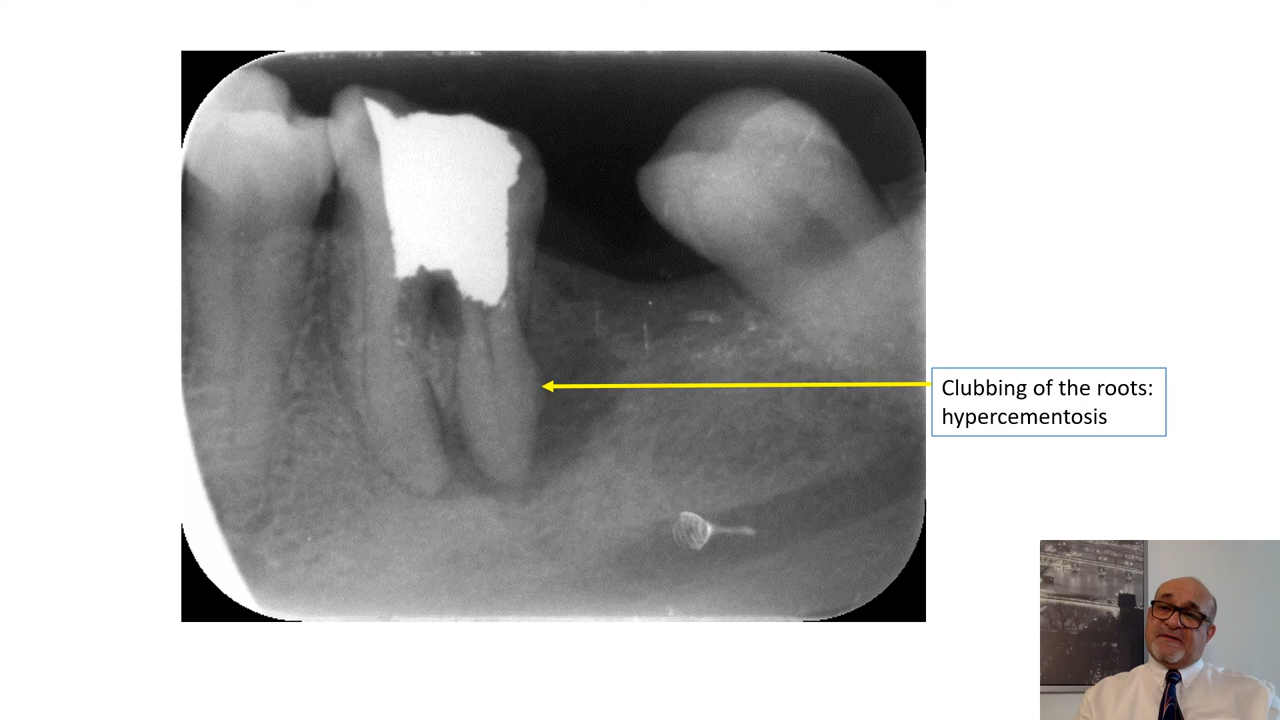 Clubbing of the roots:
hypercementosis